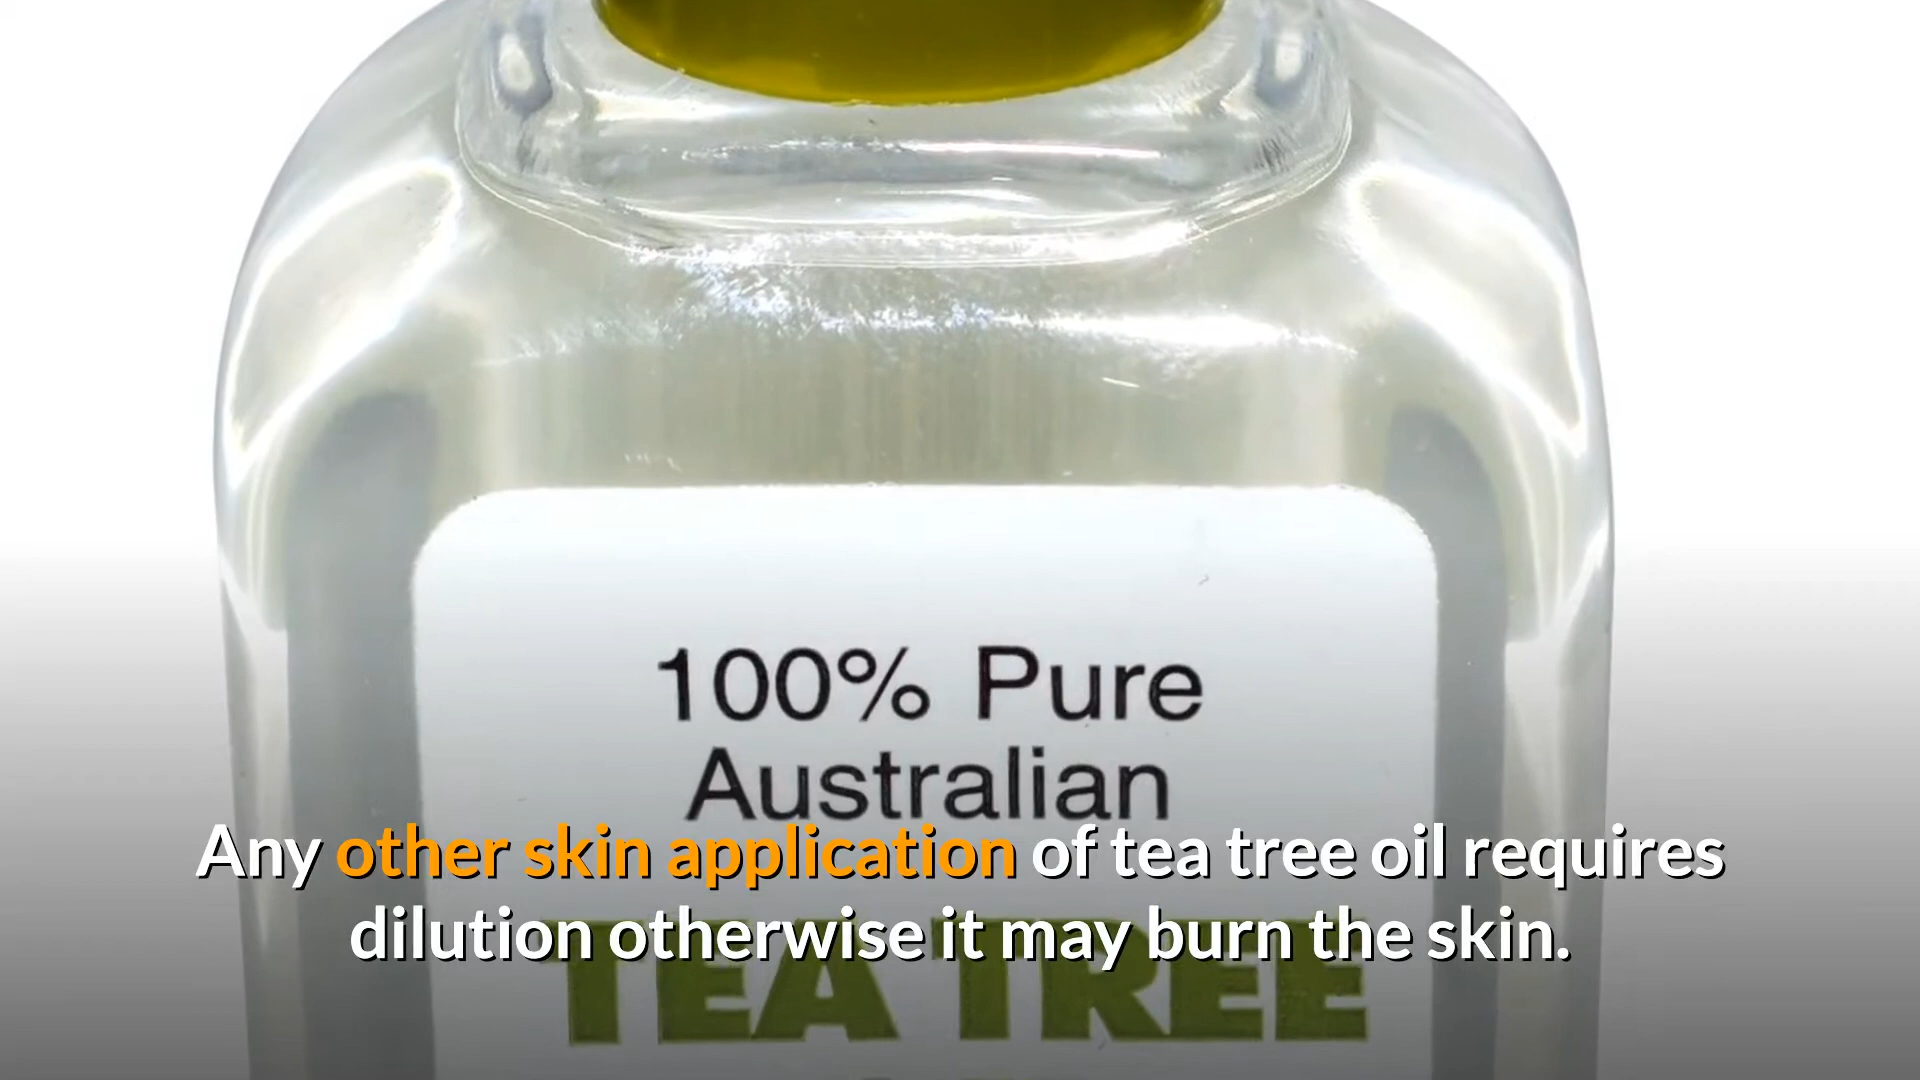 100% Pure
Australian
Any other skin application of tea tree oil requires
dilution otherwise it may burn the skin.
TEA TREE